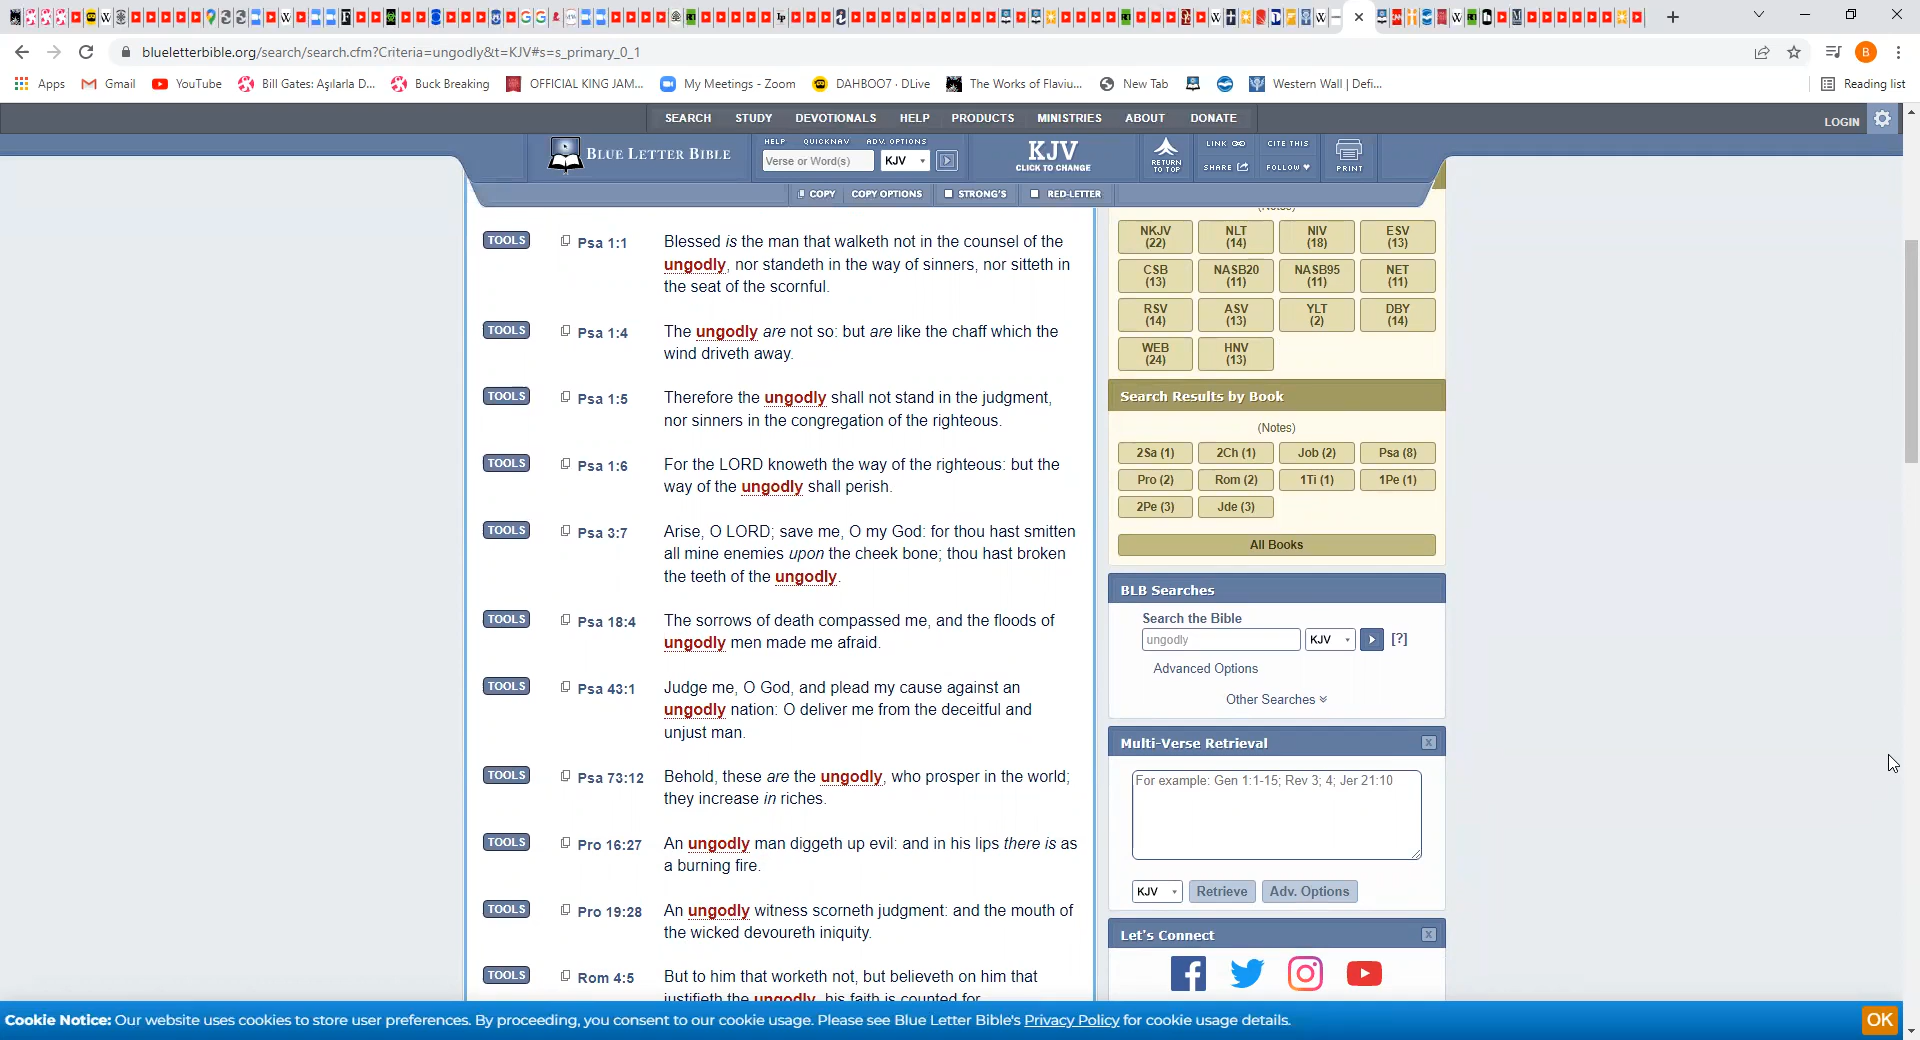 blueletterbible.org/search/search.cfm?Criteria=ungodly&t=KJV#s=s_primary_0_1
B
Apps
Gmail
YouTube
Bill Gates: Aşılarla D...
Buck Breaking
OFFICIAL KING JAM...
My Meetings - Zoom
DAHBOO7 · DLive
The Works of Flaviu...
New Tab
Western Wall | Defi...
Reading list
SEARCH STUDY DEVOTIONALS HELP PRODUCTS MINISTRIES ABOUT DONATE
LOGIN
BLUE LETTER BIBLE
HELP QUICKNAV ADV. OPTIONS
Verse or Word(s) KJV
KJV
CLICK TO CHANGE
RETURN
TO TOP
LINK CITE THIS
SHARE FOLLOW
PRINT
COPY COPY OPTIONS STRONG'S RED-LETTER
TOOLS Psa 1:1 Blessed is the man that walketh not in the counsel of the
ungodly, nor standeth in the way of sinners, nor sitteth in
the seat of the scornful.
TOOLS Psa 1:4 The ungodly are not so: but are like the chaff which the
wind driveth away.
TOOLS Psa 1:5 Therefore the ungodly shall not stand in the judgment,
nor sinners in the congregation of the righteous.
TOOLS Psa 1:6 For the LORD knoweth the way of the righteous: but the
way of the ungodly shall perish.
TOOLS Psa 3:7 Arise, O LORD; save me, O my God: for thou hast smitten
all mine enemies upon the cheek bone; thou hast broken
the teeth of the ungodly.
TOOLS Psa 18:4 The sorrows of death compassed me, and the floods of
ungodly men made me afraid.
TOOLS Psa 43:1 Judge me, O God, and plead my cause against an
ungodly nation: O deliver me from the deceitful and
unjust man.
TOOLS Psa 73:12 Behold, these are the ungodly, who prosper in the world;
they increase in riches.
TOOLS Pro 16:27 An ungodly man diggeth up evil: and in his lips there is as
a burning fire.
TOOLS Pro 19:28 An ungodly witness scorneth judgment: and the mouth of
the wicked devoureth iniquity.
TOOLS Rom 4:5 But to him that worketh not, but believeth on him that
justifieth the ungodly, his faith is counted for
(Notes)
NKJV (22) NLT (14) NIV (18) ESV (13)
CSB (13) NASB20 (11) NASB95 (11) NET (11)
RSV (14) ASV (13) YLT (2) DBY (14)
WEB (24) HNV (13)
Search Results by Book
(Notes)
2Sa (1) 2Ch (1) Job (2) Psa (8)
Pro (2) Rom (2) 1Ti (1) 1Pe (1)
2Pe (3) Jde (3)
All Books
BLB Searches
Search the Bible
ungodly KJV [?]
Advanced Options
Other Searches
Multi-Verse Retrieval X
For example: Gen 1:1-15; Rev 3; 4; Jer 21:10
KJV Retrieve Adv. Options
Let's Connect X
Cookie Notice: Our website uses cookies to store user preferences. By proceeding, you consent to our cookie usage. Please see Blue Letter Bible's Privacy Policy for cookie usage details.
OK